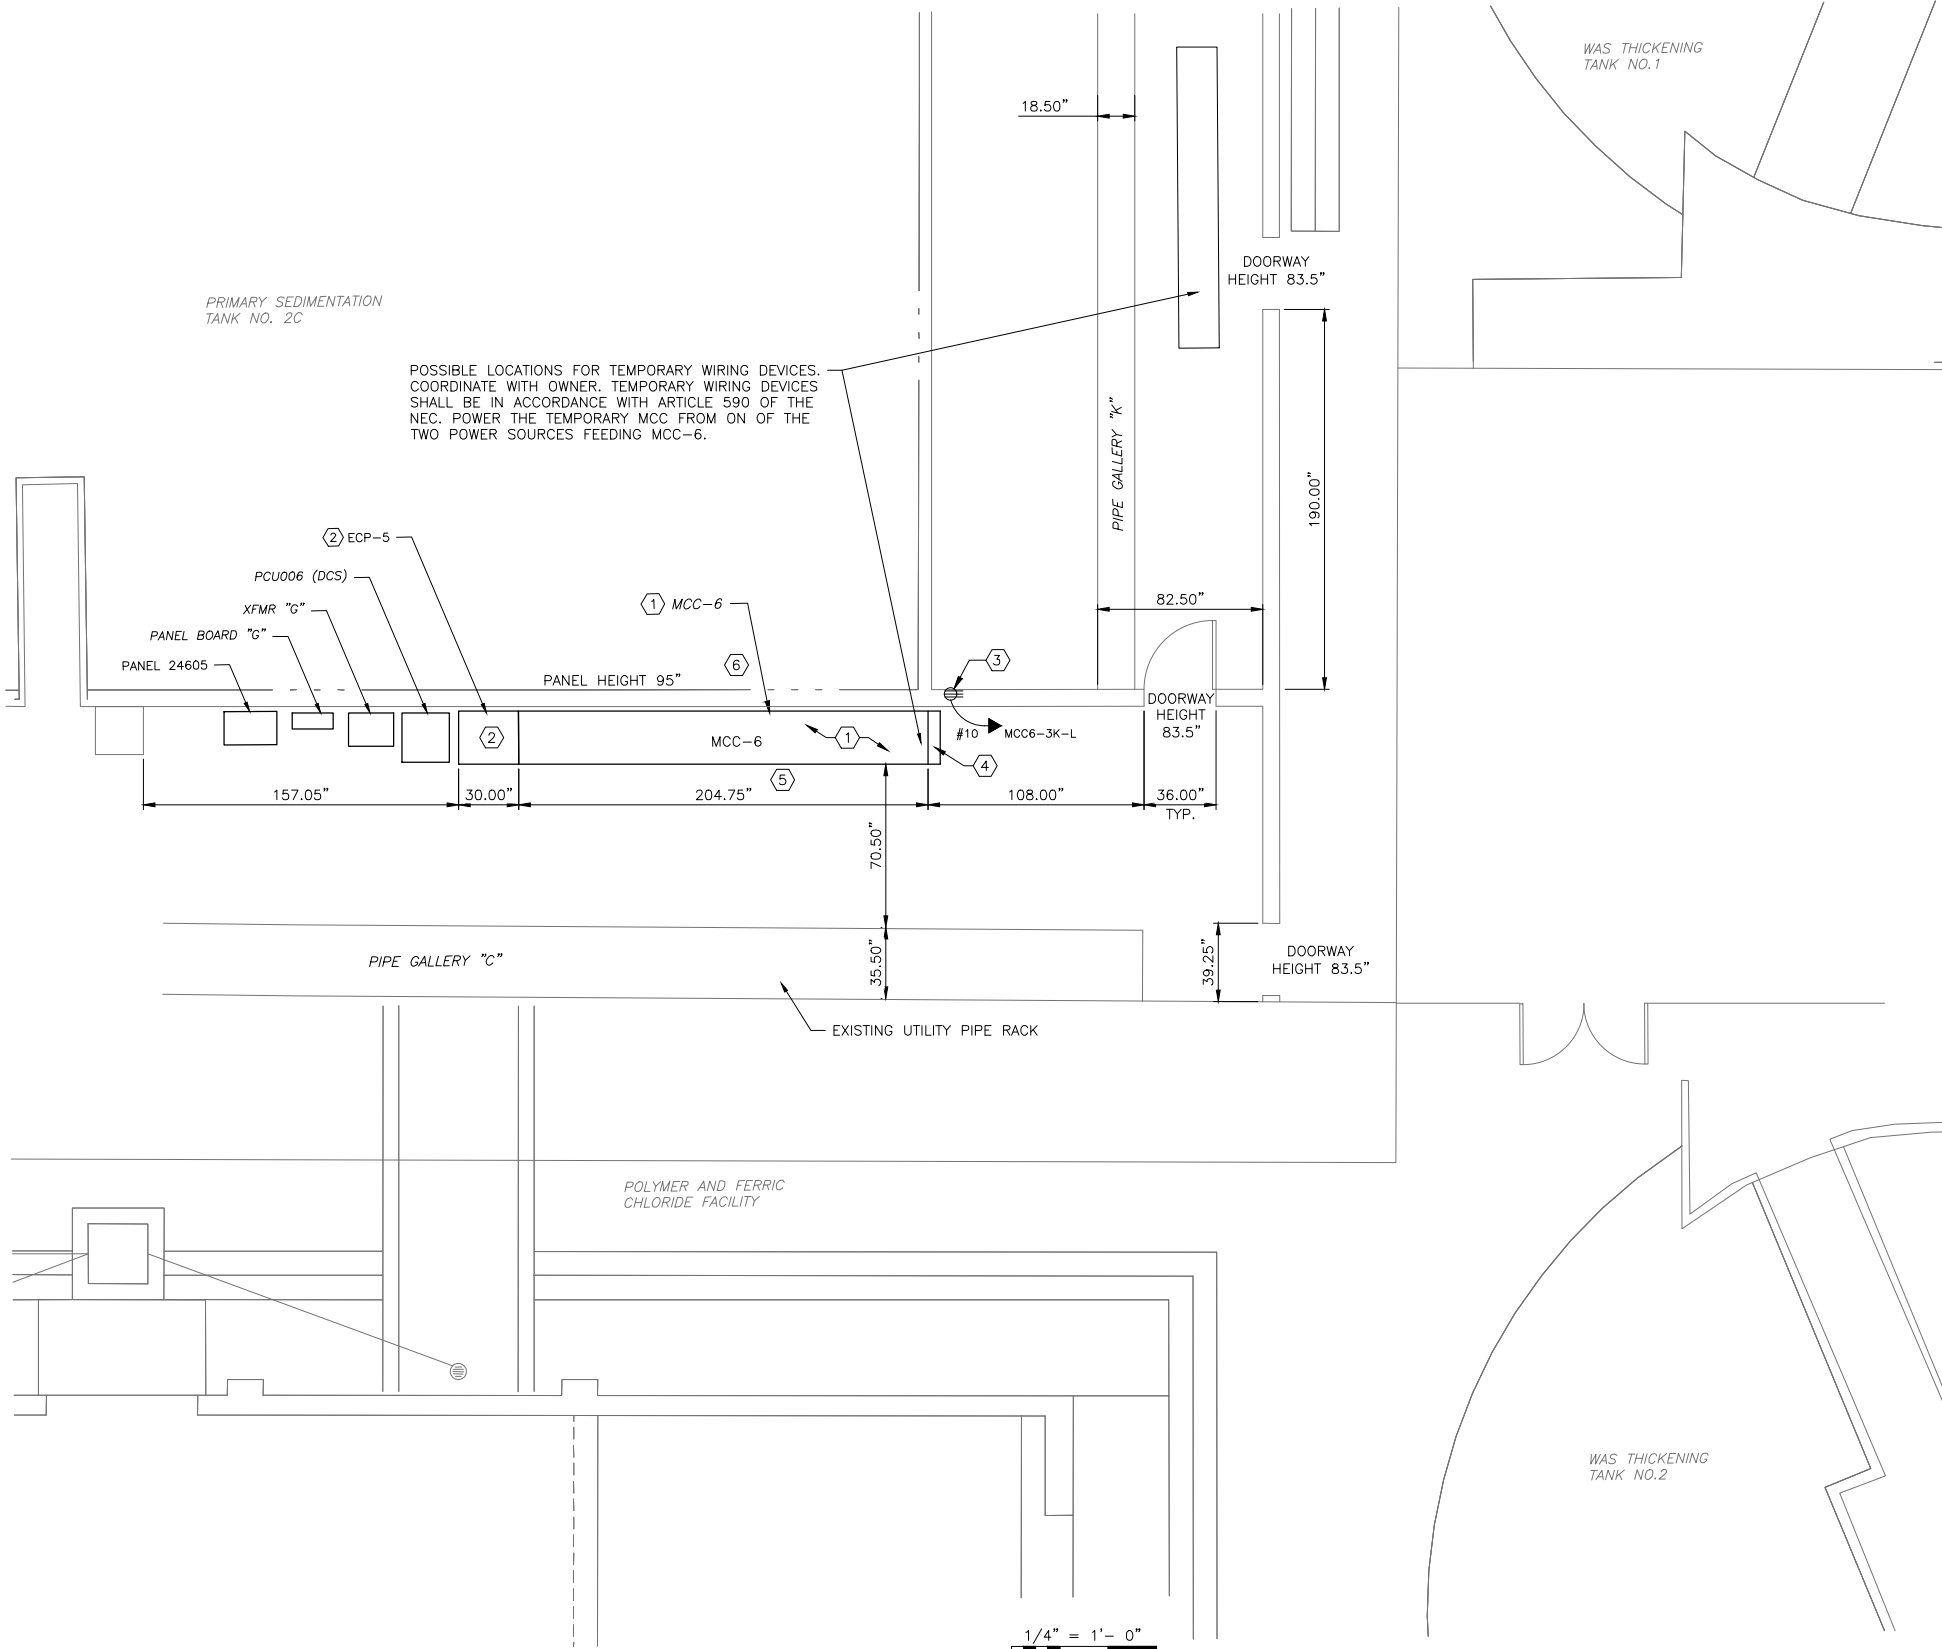 WAS THICKENING
TANK NO.1
18.50"
DOORWAY
HEIGHT 83.5"
PRIMARY SEDIMENTATION
TANK NO. 2C
POSSIBLE LOCATIONS FOR TEMPORARY WIRING DEVICES.
COORDINATE WITH OWNER. TEMPORARY WIRING DEVICES
SHALL BE IN ACCORDANCE WITH ARTICLE 590 OF THE
NEC. POWER THE TEMPORARY MCC FROM ON OF THE
TWO POWER SOURCES FEEDING MCC-6.
PIPE GALLERY "K"
190.00"
2 ECP-5
PCU006 (DCS)
XFMR "G"
PANEL BOARD "G"
PANEL 24605
1 MCC-6
82.50"
6
3
PANEL HEIGHT 95"
DOORWAY
HEIGHT
83.5"
2
MCC-6
1
#10
MCC6-3K-L
4
5
157.05"
30.00"
204.75"
108.00"
36.00"
TYP.
70.50"
35.50"
39.25"
PIPE GALLERY "C"
DOORWAY
HEIGHT 83.5"
EXISTING UTILITY PIPE RACK
POLYMER AND FERRIC
CHLORIDE FACILITY
WAS THICKENING
TANK NO.2
1/4" = 1'- 0"